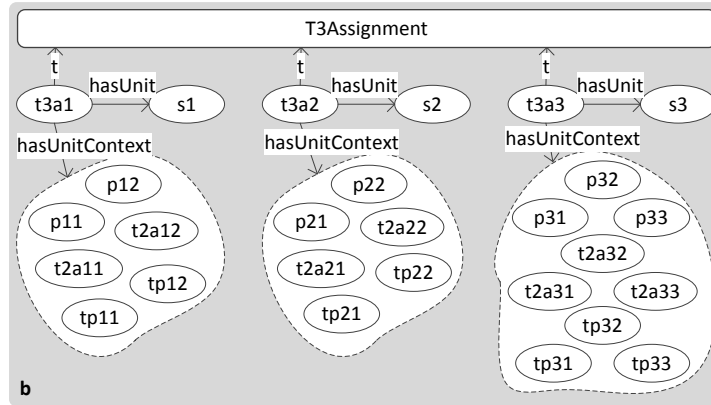 T3Assignment
t t t
hasUnit hasUnit hasUnit
t3a1 s1 t3a2 s2 t3a3 s3
hasUnitContext hasUnitContext hasUnitContext
p12 p22 p32
p11 t2a12 p21 t2a22 p31 p33
t2a32
t2a11 tp12 t2a21 tp22 t2a31 t2a33
tp11 tp21 tp32
tp31 tp33
b